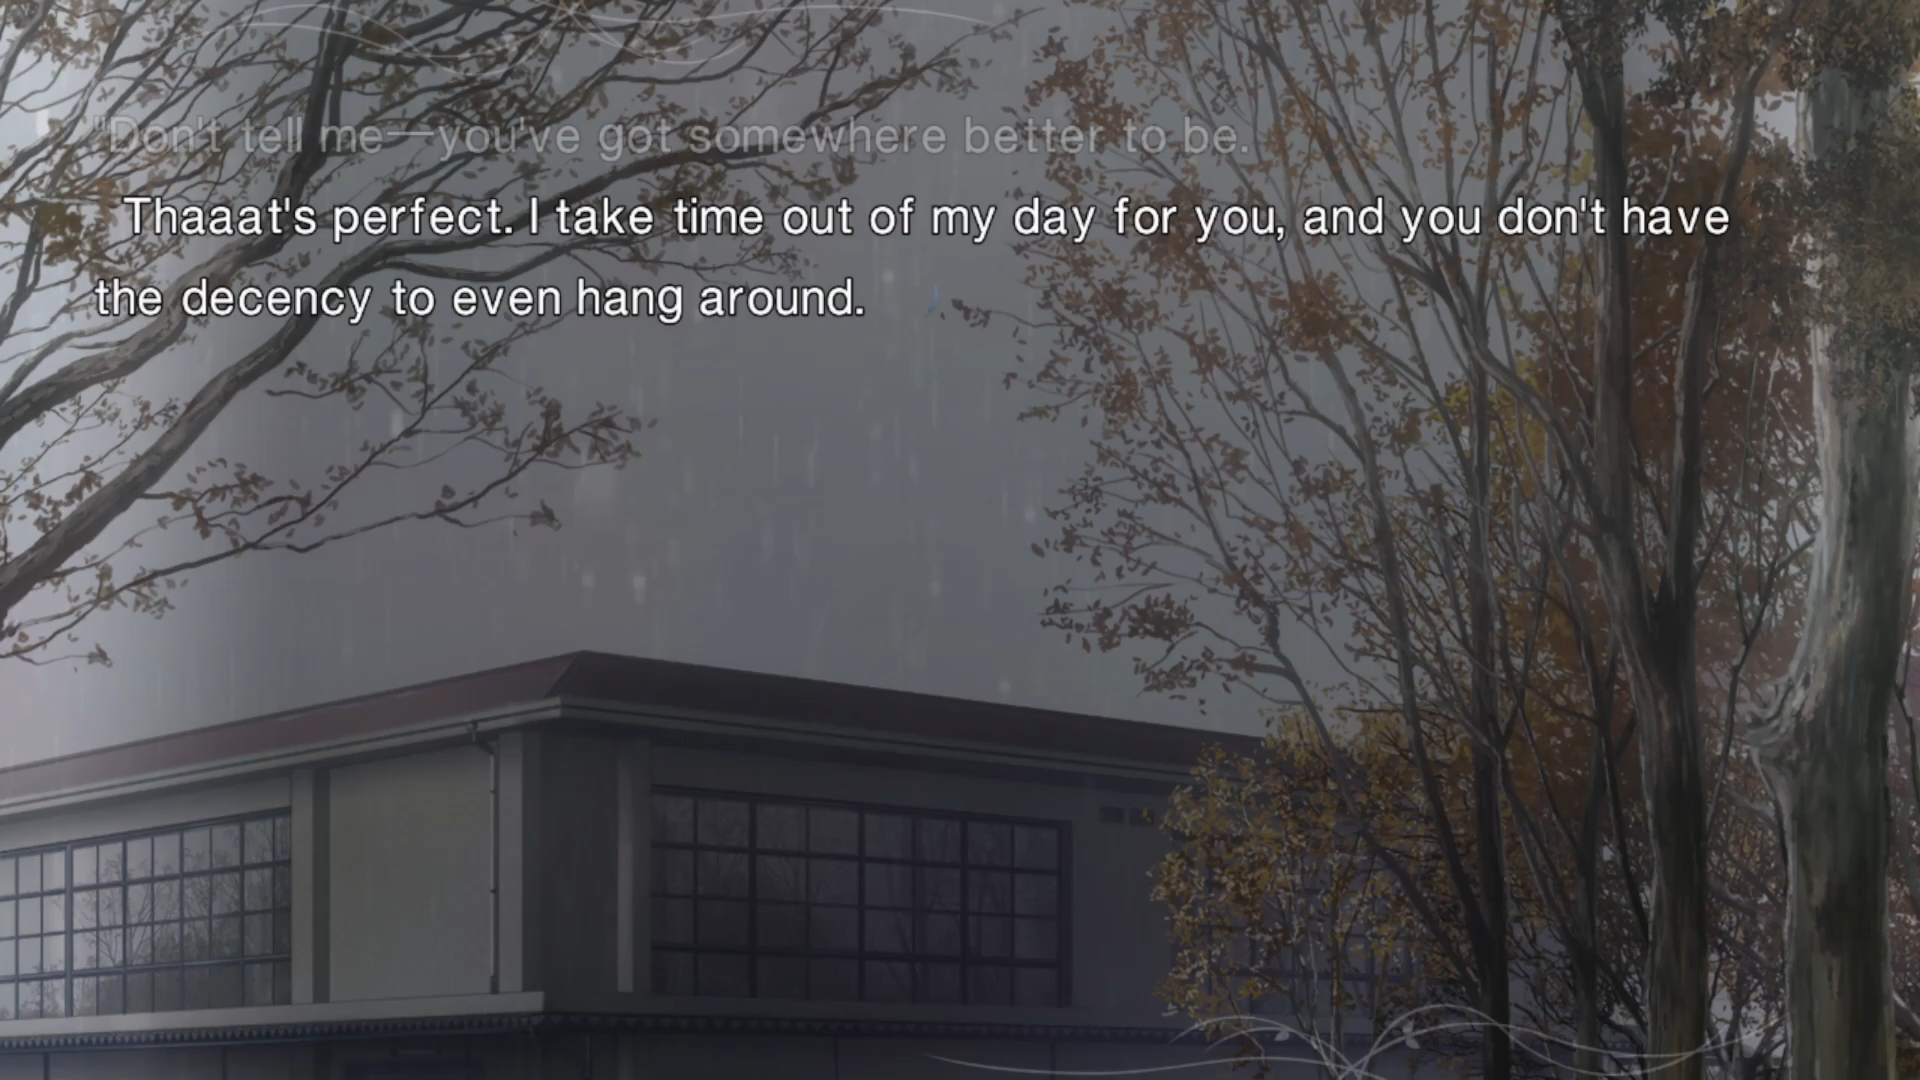 "Don't tell me—you've got somewhere better to be.
Thaaat's perfect. I take time out of my day for you, and you don't have
the decency to even hang around.